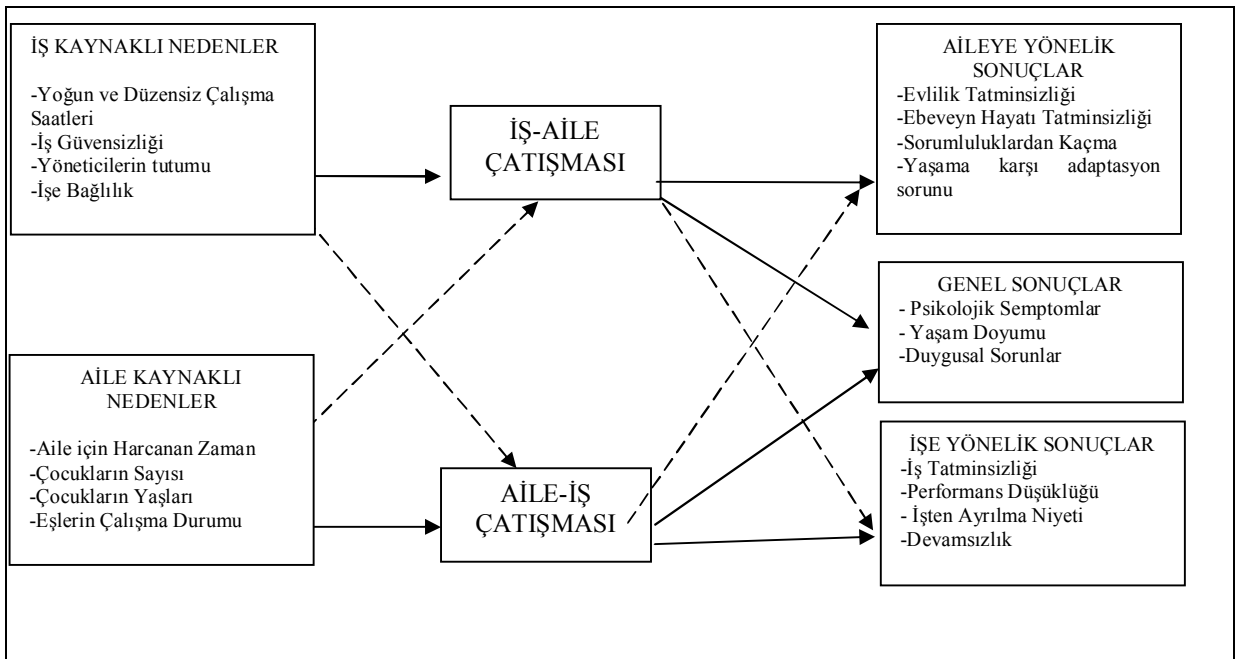 İŞ KAYNAKLI NEDENLER
-Yoğun ve Düzensiz Çalışma
Saatleri
-İş Güvensizliği
-Yöneticilerin tutumu
-İşe Bağlılık
AİLE KAYNAKLI
NEDENLER
-Aile için Harcanan Zaman
-Çocukların Sayısı
-Çocukların Yaşları
-Eşlerin Çalışma Durumu
İŞ-AİLE
ÇATIŞMASI
AİLE-İŞ
ÇATIŞMASI
AİLEYE YÖNELİK
SONUÇLAR
-Evlilik Tatminsizliği
-Ebeveyn Hayatı Tatminsizliği
-Sorumluluklardan Kaçma
-Yaşama karşı adaptasyon
sorunu
GENEL SONUÇLAR
- Psikolojik Semptomlar
- Yaşam Doyumu
-Duygusal Sorunlar
İŞE YÖNELİK SONUÇLAR
-İş Tatminsizliği
-Performans Düşüklüğü
- İşten Ayrılma Niyeti
-Devamsızlık